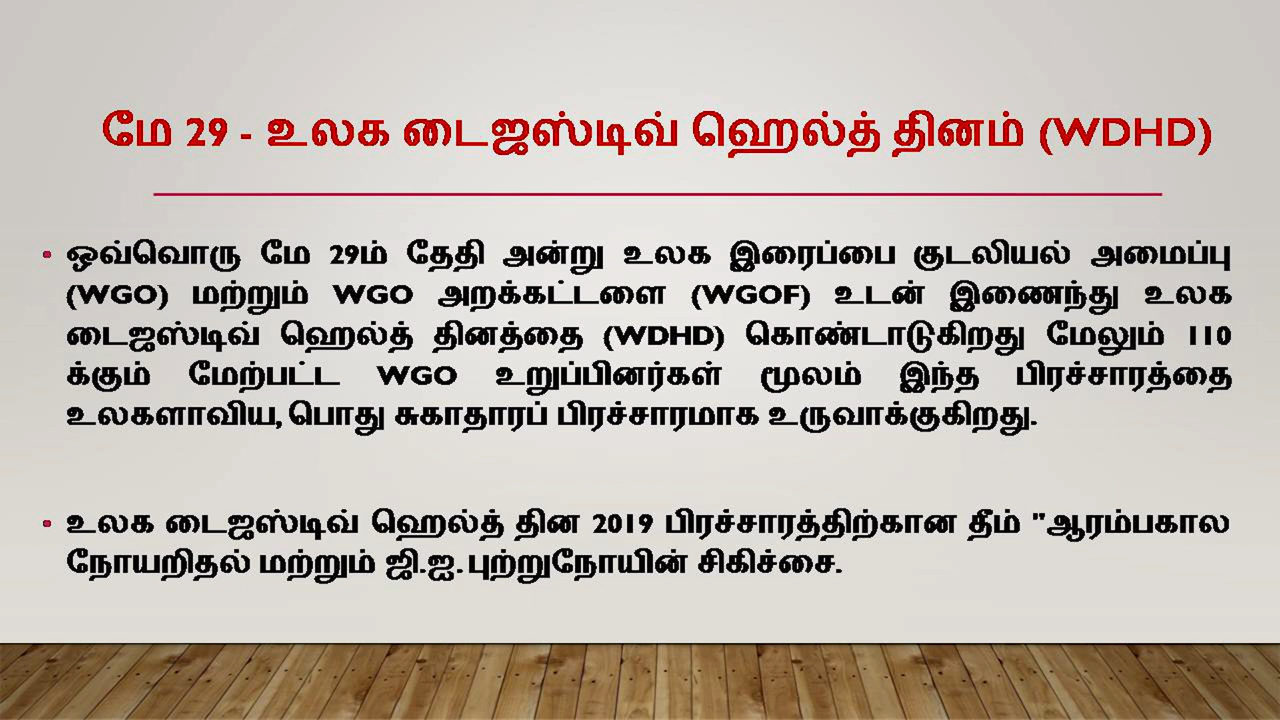 மே 29 - உலக டைஜஸ்டிவ் ஹெல்த் தினம் (WDHD)
• ஒவ்வொரு மே 29ம் தேதி அன்று உலக இரைப்பை குடலியல் அமைப்பு
(WGO) மற்றும் WGO அறக்கட்டளை (WGOF) உடன் இணைந்து உலக
டைஜஸ்டிவ் ஹெல்த் தினத்தை (WDHD) கொண்டாடுகிறது மேலும் 110
க்கும் மேற்பட்ட WGO உறுப்பினர்கள் மூலம் இந்த பிரச்சாரத்தை
உலகளாவிய, பொது சுகாதாரப் பிரச்சாரமாக உருவாக்குகிறது.
• உலக டைஜஸ்டிவ் ஹெல்த் தின 2019 பிரச்சாரத்திற்கான தீம் "ஆரம்பகால
நோயறிதல் மற்றும் ஜி.ஐ. புற்றுநோயின் சிகிச்சை.